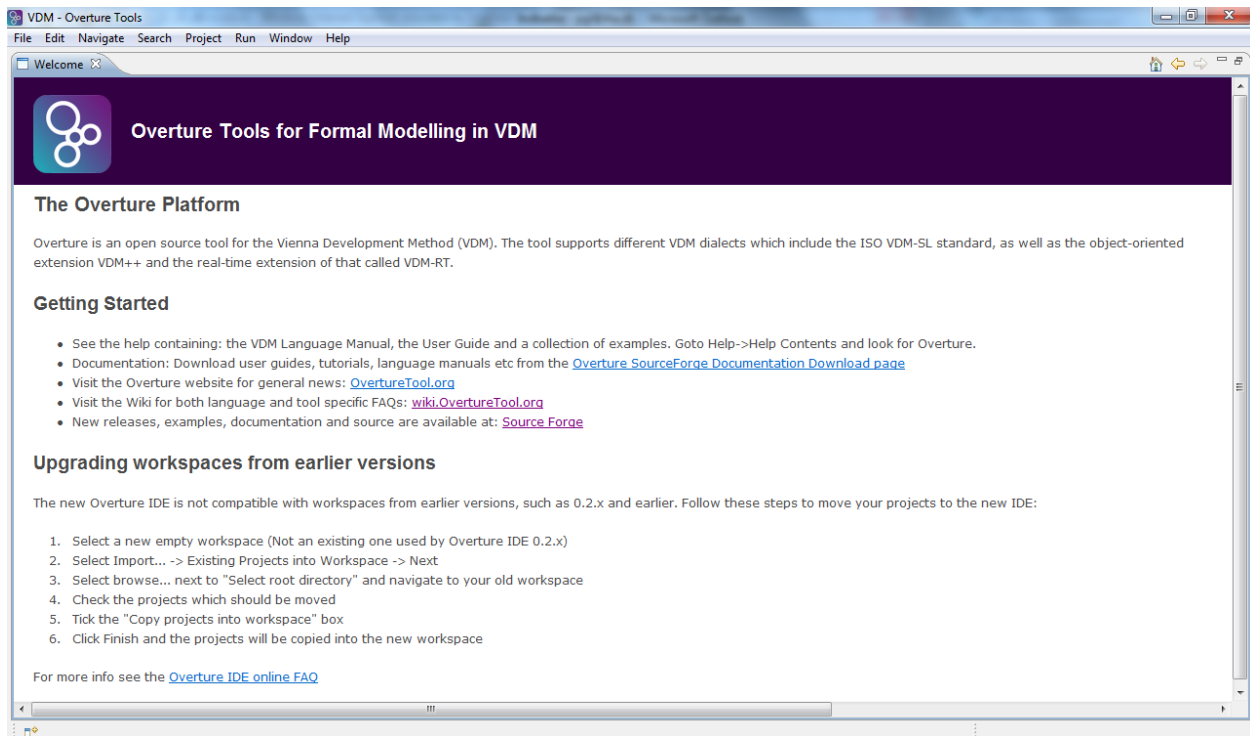 VDM - Overture Tools
File Edit Navigate Search Project Run Window Help
Welcome
Overture Tools for Formal Modelling in VDM
The Overture Platform
Overture is an open source tool for the Vienna Development Method (VDM). The tool supports different VDM dialects which include the ISO VDM-SL standard, as well as the object-oriented
extension VDM++ and the real-time extension of that called VDM-RT.
Getting Started
• See the help containing: the VDM Language Manual, the User Guide and a collection of examples. Goto Help->Help Contents and look for Overture.
• Documentation: Download user guides, tutorials, language manuals etc from the Overture SourceForge Documentation Download page
• Visit the Overture website for general news: OvertureTool.org
• Visit the Wiki for both language and tool specific FAQs: wiki.OvertureTool.org
• New releases, examples, documentation and source are available at: Source Forge
Upgrading workspaces from earlier versions
The new Overture IDE is not compatible with workspaces from earlier versions, such as 0.2.x and earlier. Follow these steps to move your projects to the new IDE:
1. Select a new empty workspace (Not an existing one used by Overture IDE 0.2.x)
2. Select Import... -> Existing Projects into Workspace -> Next
3. Select browse... next to "Select root directory" and navigate to your old workspace
4. Check the projects which should be moved
5. Tick the "Copy projects into workspace" box
6. Click Finish and the projects will be copied into the new workspace
For more info see the Overture IDE online FAQ